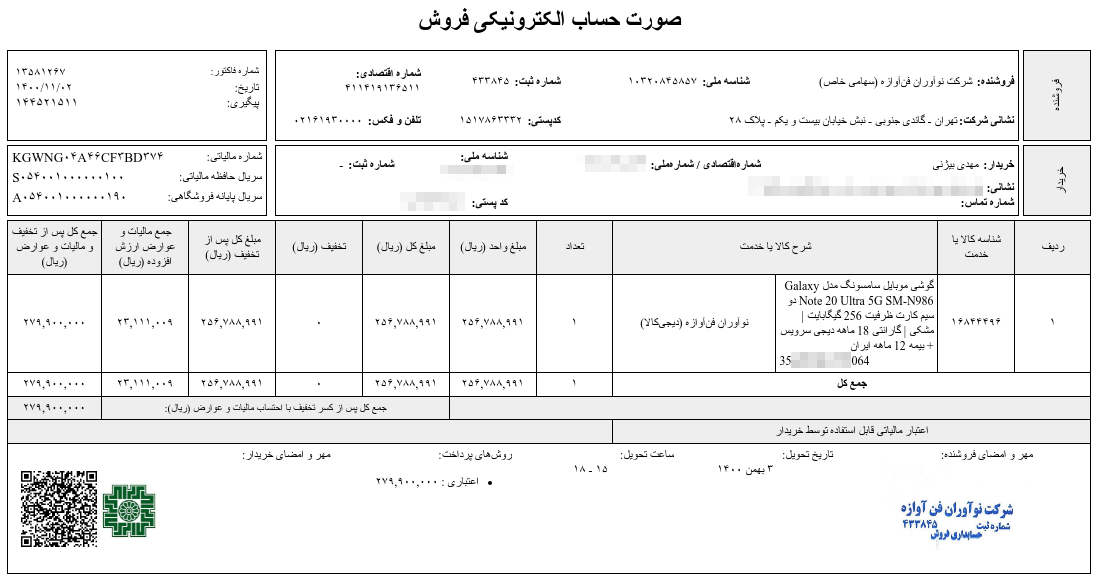 صورت حساب الکترونیکی فروش
فروشنده
فروشنده: شرکت نوآوران فن‌آوازه (سهامی خاص)
شناسه ملی: ۱۰۳۲۰۸۴۵۸۵۷
شماره ثبت: ۴۳۳۸۴۵
شماره اقتصادی:
۴۱۱۴۱۹۱۳۶۵۱۱
نشانی شرکت: تهران - گاندی جنوبی - نبش خیابان بیست و یکم - پلاک ۲۸
کدپستی: ۱۵۱۷۸۶۳۳۳۲
تلفن و فکس: ۰۲۱۶۱۹۳۰۰۰۰
شماره فاکتور: ۱۳۵۸۱۲۶۷
تاریخ: ۱۴۰۰/۱۱/۰۲
پیگیری: ۱۴۴۵۲۱۵۱۱
خریدار
خریدار: مهدی بیژنی
شماره‌اقتصادی / شماره‌ملی:
شناسه ملی:
شماره ثبت: -
نشانی:
شماره تماس:
کد پستی:
شماره مالیاتی: KGWNG۰۴A۴۶CF۳BD۳۷۴
سریال حافظه مالیاتی: S۰۵۴۰۰۱۰۰۰۰۰۰۱۰۰
سریال پایانه فروشگاهی: A۰۵۴۰۰۱۰۰۰۰۰۰۱۹۰
ردیف
شناسه کالا یا
خدمت
شرح کالا یا خدمت
تعداد
مبلغ واحد (ریال)
مبلغ کل (ریال)
تخفیف (ریال)
مبلغ کل پس از
تخفیف (ریال)
جمع مالیات و
عوارض ارزش
افزوده (ریال)
جمع کل پس از تخفیف
و مالیات و عوارض
(ریال)
۱
۱۶۸۴۴۴۹۶
گوشی موبایل سامسونگ مدل Galaxy
Note 20 Ultra 5G SM-N986 دو
سیم کارت ظرفیت 256 گیگابایت |
مشکی | گارانتی 18 ماهه دیجی سرویس
+ بیمه 12 ماهه ایران
35 064
نوآوران فن‌آوازه (دیجی‌کالا)
۱
۲۵۶,۷۸۸,۹۹۱
۲۵۶,۷۸۸,۹۹۱
۰
۲۵۶,۷۸۸,۹۹۱
۲۳,۱۱۱,۰۰۹
۲۷۹,۹۰۰,۰۰۰
جمع کل
۱
۲۵۶,۷۸۸,۹۹۱
۲۵۶,۷۸۸,۹۹۱
۰
۲۵۶,۷۸۸,۹۹۱
۲۳,۱۱۱,۰۰۹
۲۷۹,۹۰۰,۰۰۰
جمع کل پس از کسر تخفیف با احتساب مالیات و عوارض (ریال):
۲۷۹,۹۰۰,۰۰۰
اعتبار مالیاتی قابل استفاده توسط خریدار
مهر و امضای فروشنده:
تاریخ تحویل:
۳ بهمن ۱۴۰۰
ساعت تحویل:
۱۵ - ۱۸
روش‌های پرداخت:
• اعتباری : ۲۷۹,۹۰۰,۰۰۰
مهر و امضای خریدار:
شرکت نوآوران فن آوازه
شماره ثبت ۴۳۳۸۴۵
حسابداری فروش